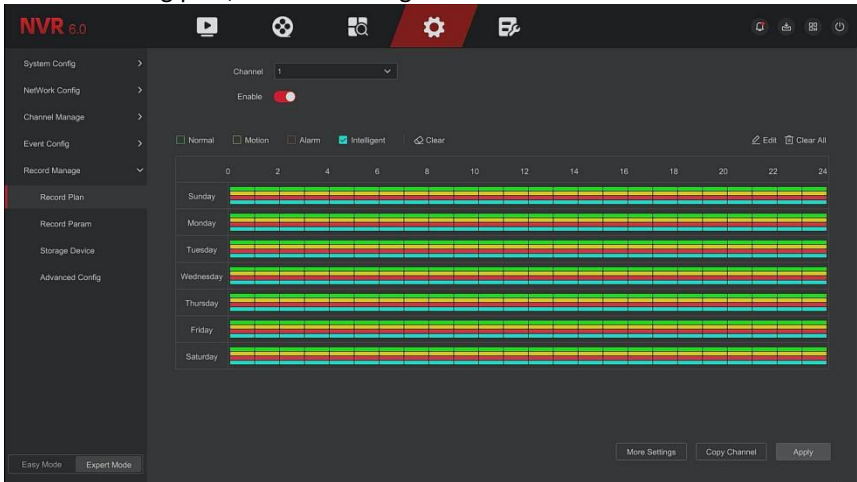 NVR 6.0
System Config
NetWork Config
Channel Manage
Event Config
Record Manage
Record Plan
Record Param
Storage Device
Advanced Config
Easy Mode Expert Mode
Channel 1
Enable
Normal Motion Alarm Intelligent Clear Edit Clear All
0 2 4 6 8 10 12 14 16 18 20 22 24
Sunday
Monday
Tuesday
Wednesday
Thursday
Friday
Saturday
More Settings Copy Channel Apply